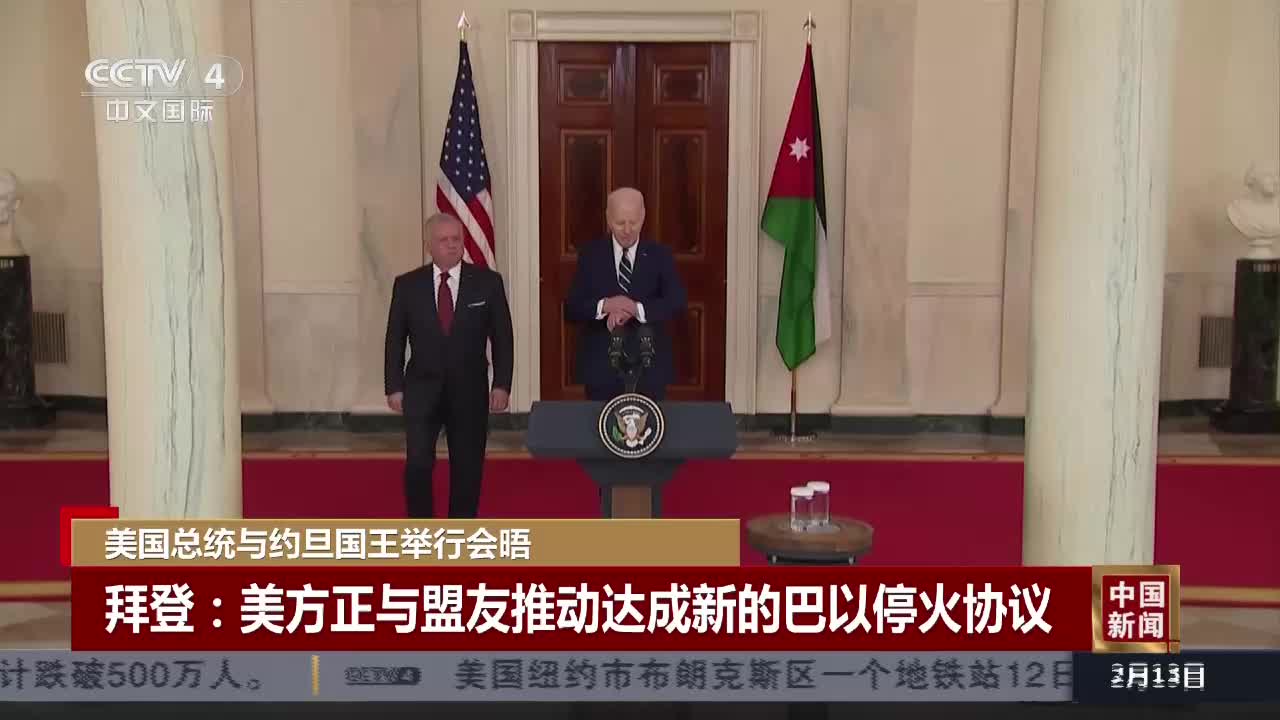 CCTV 4
中文国际
美国总统与约旦国王举行会晤
拜登：美方正与盟友推动达成新的巴以停火协议
中国
新闻
计跌破500万人。 CCTV 4 美国纽约市布朗克斯区一个地铁站12日
2月13日